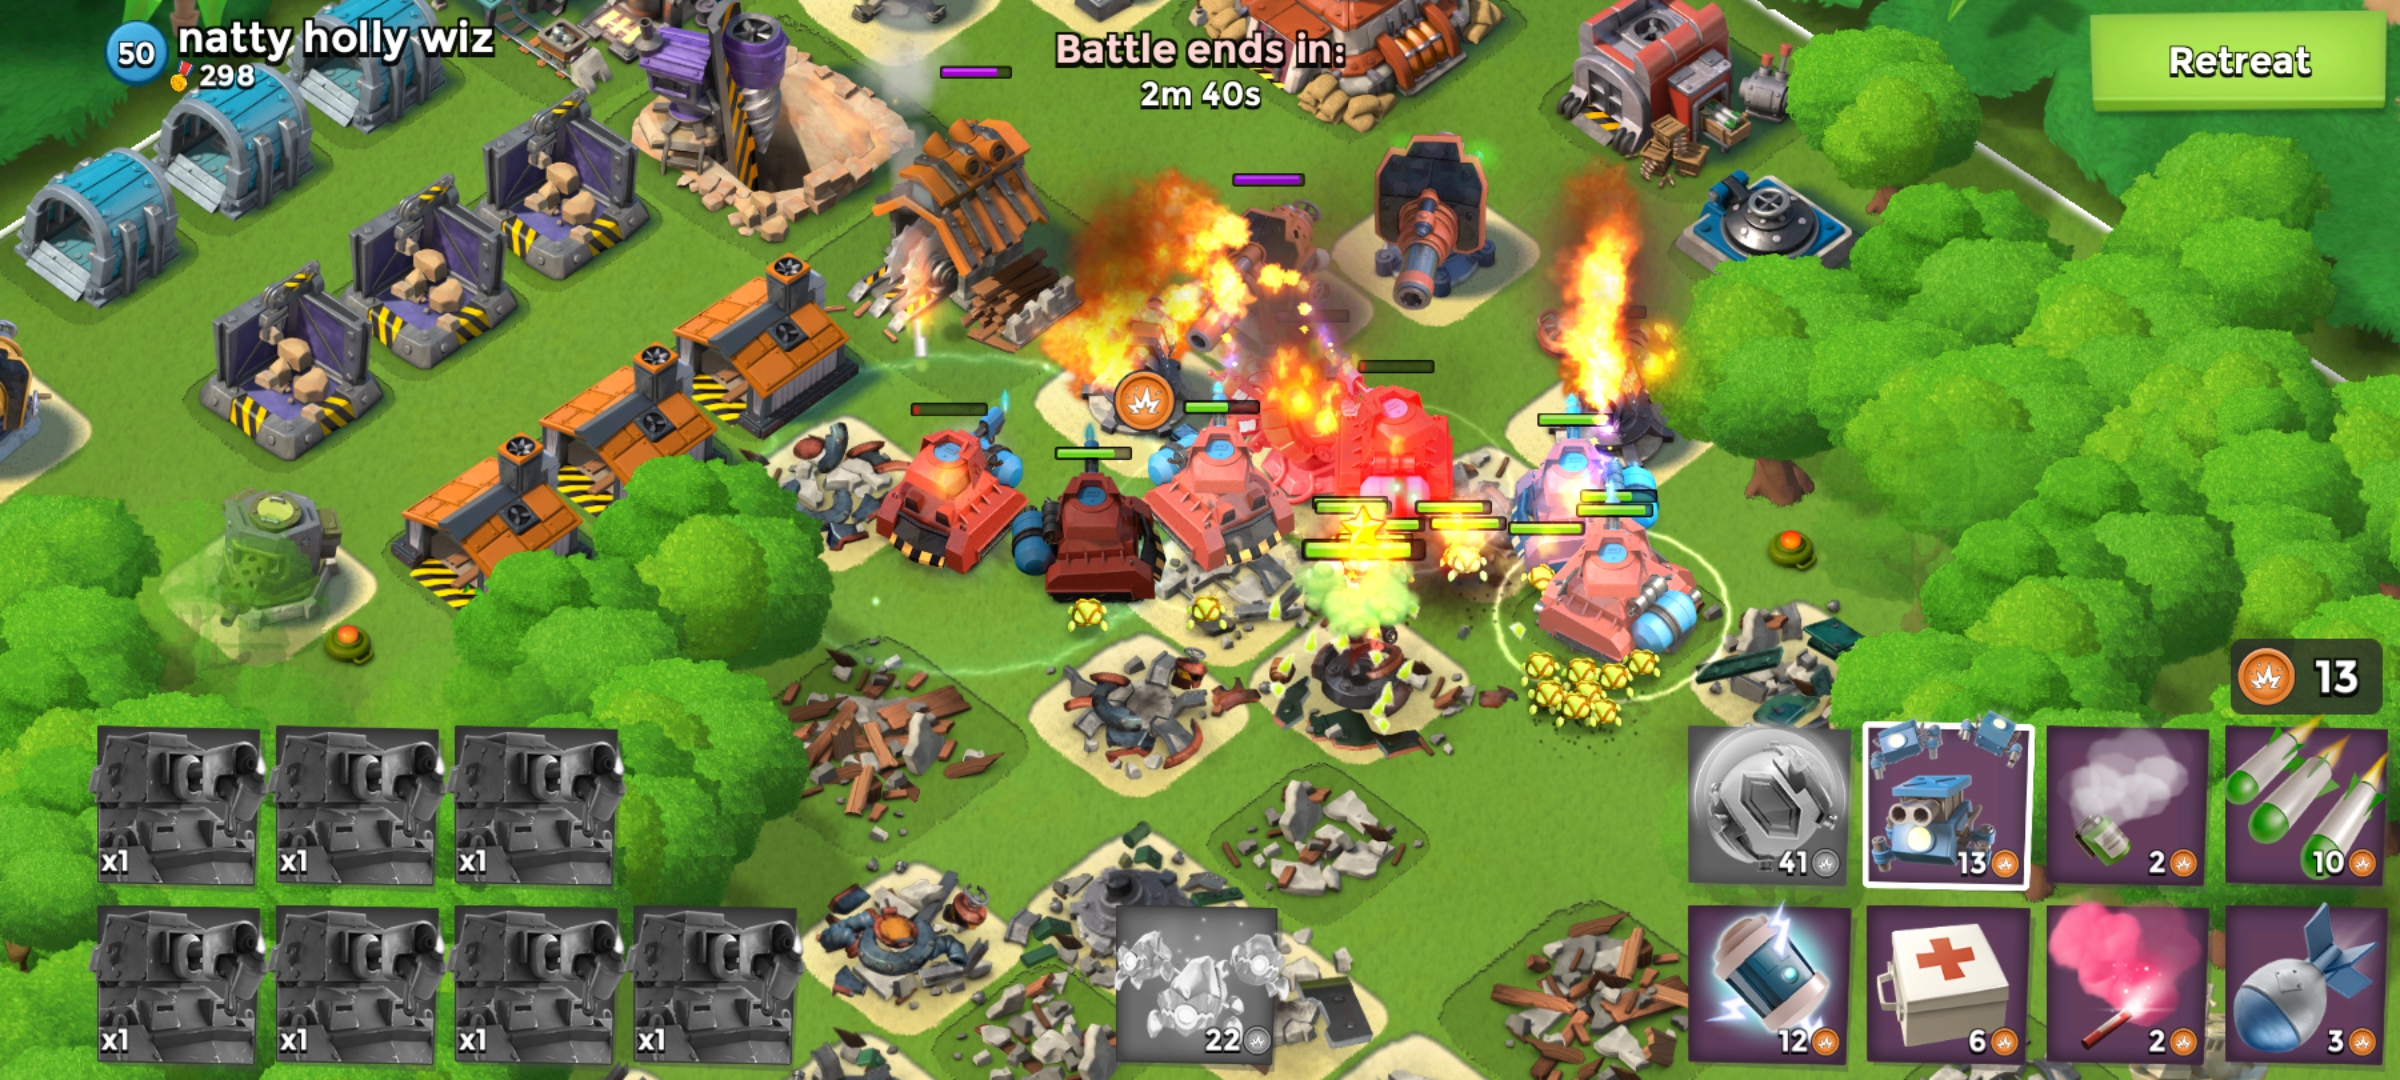 50
natty holly wiz
298
Battle ends in:
2m 40s
Retreat
13
x1
x1
x1
41
13
2
10
x1
x1
x1
x1
22
12
6
2
3